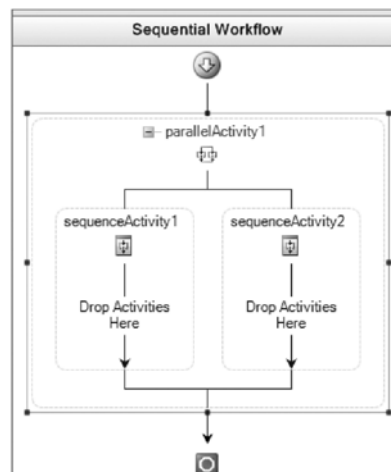 Sequential Workflow
parallelActivity1
sequenceActivity1
sequenceActivity2
Drop Activities
Here
Drop Activities
Here